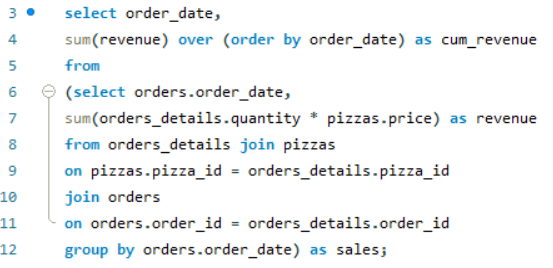 3 select order_date,
4 sum(revenue) over (order by order_date) as cum_revenue
5 from
6 (select orders.order_date,
7 sum(orders_details.quantity * pizzas.price) as revenue
8 from orders_details join pizzas
9 on pizzas.pizza_id = orders_details.pizza_id
10 join orders
11 on orders.order_id = orders_details.order_id
12 group by orders.order_date) as sales;